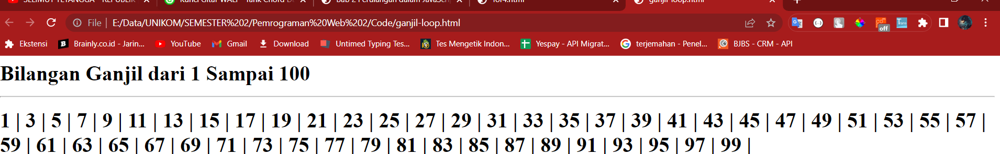 SELIMUT TETANGGA - REPUBLIK
Kunci Gitar WALI - Tank Chord D
Bab 2 Perulangan dalam JavaScrip
for4.html
ganjil-loop.html
File | E:/Data/UNIKOM/SEMESTER%202/Pemrograman%20Web%202/Code/ganjil-loop.html
off
Trans
Ekstensi Brainly.co.id - Jarin... YouTube Gmail Download Untimed Typing Tes... Tes Mengetik Indon... Yespay - API Migrat... terjemahan - Penel... BJBS - CRM - API
Bilangan Ganjil dari 1 Sampai 100
1 | 3 | 5 | 7 | 9 | 11 | 13 | 15 | 17 | 19 | 21 | 23 | 25 | 27 | 29 | 31 | 33 | 35 | 37 | 39 | 41 | 43 | 45 | 47 | 49 | 51 | 53 | 55 | 57 |
59 | 61 | 63 | 65 | 67 | 69 | 71 | 73 | 75 | 77 | 79 | 81 | 83 | 85 | 87 | 89 | 91 | 93 | 95 | 97 | 99 |